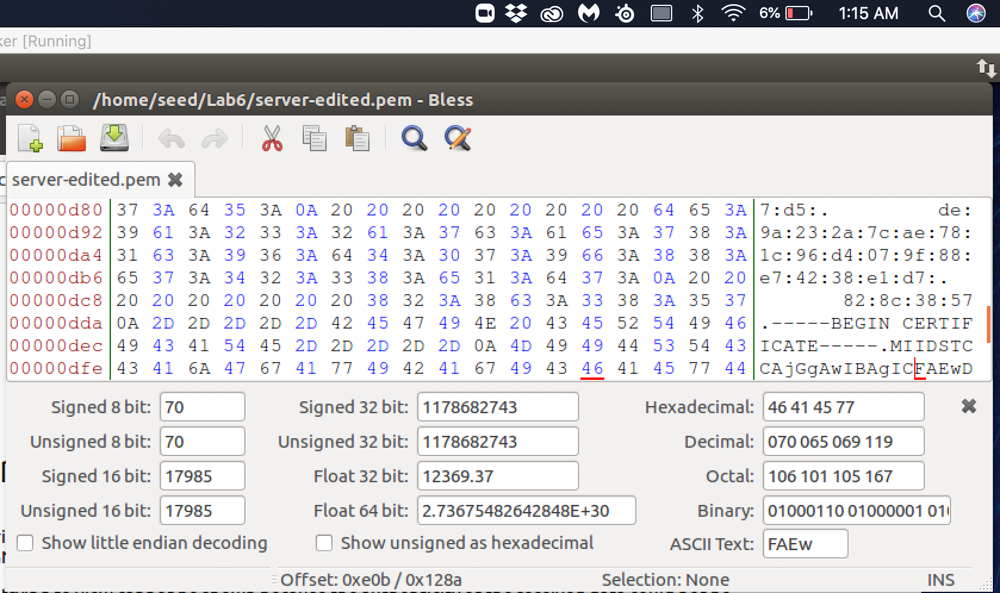 6% 1:15 AM
ker [Running]
/home/seed/Lab6/server-edited.pem - Bless
server-edited.pem
00000d80 37 3A 64 35 3A 0A 20 20 20 20 20 20 20 20 20 64 65 3A 7:d5:.         de:
00000d92 39 61 3A 32 33 3A 32 61 3A 37 63 3A 61 65 3A 37 38 3A 9a:23:2a:7c:ae:78:
00000da4 31 63 3A 39 36 3A 64 34 3A 30 37 3A 39 66 3A 38 38 3A 1c:96:d4:07:9f:88:
00000db6 65 37 3A 34 32 3A 33 38 3A 65 31 3A 64 37 3A 0A 20 20 e7:42:38:e1:d7:.
00000dc8 20 20 20 20 20 20 20 38 32 3A 38 63 3A 33 38 3A 35 37        82:8c:38:57
00000dda 0A 2D 2D 2D 2D 2D 42 45 47 49 4E 20 43 45 52 54 49 46 .-----BEGIN CERTIF
00000dec 49 43 41 54 45 2D 2D 2D 2D 2D 0A 4D 49 49 44 53 54 43 ICATE-----.MIIDSTC
00000dfe 43 41 6A 47 67 41 77 49 42 41 67 49 43 46 41 45 77 44 CAjGgAwIBAgICFAEwD
Signed 8 bit: 70 Signed 32 bit: 1178682743 Hexadecimal: 46 41 45 77
Unsigned 8 bit: 70 Unsigned 32 bit: 1178682743 Decimal: 070 065 069 119
Signed 16 bit: 17985 Float 32 bit: 12369.37 Octal: 106 101 105 167
Unsigned 16 bit: 17985 Float 64 bit: 2.73675482642848E+30 Binary: 01000110 01000001 01
Show little endian decoding Show unsigned as hexadecimal ASCII Text: FAEw
Offset: 0xe0b / 0x128a Selection: None INS